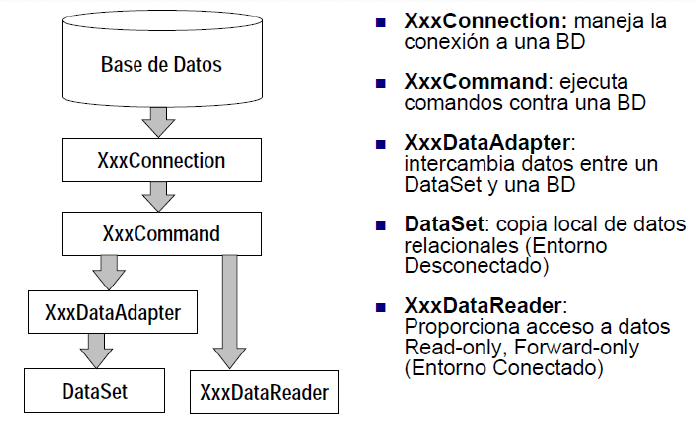 Base de Datos
XxxConnection
XxxCommand
XxxDataAdapter
DataSet
XxxDataReader
XxxConnection: maneja la
conexión a una BD
XxxCommand: ejecuta
comandos contra una BD
XxxDataAdapter:
intercambia datos entre un
DataSet y una BD
DataSet: copia local de datos
relacionales (Entorno
Desconectado)
XxxDataReader:
Proporciona acceso a datos
Read-only, Forward-only
(Entorno Conectado)